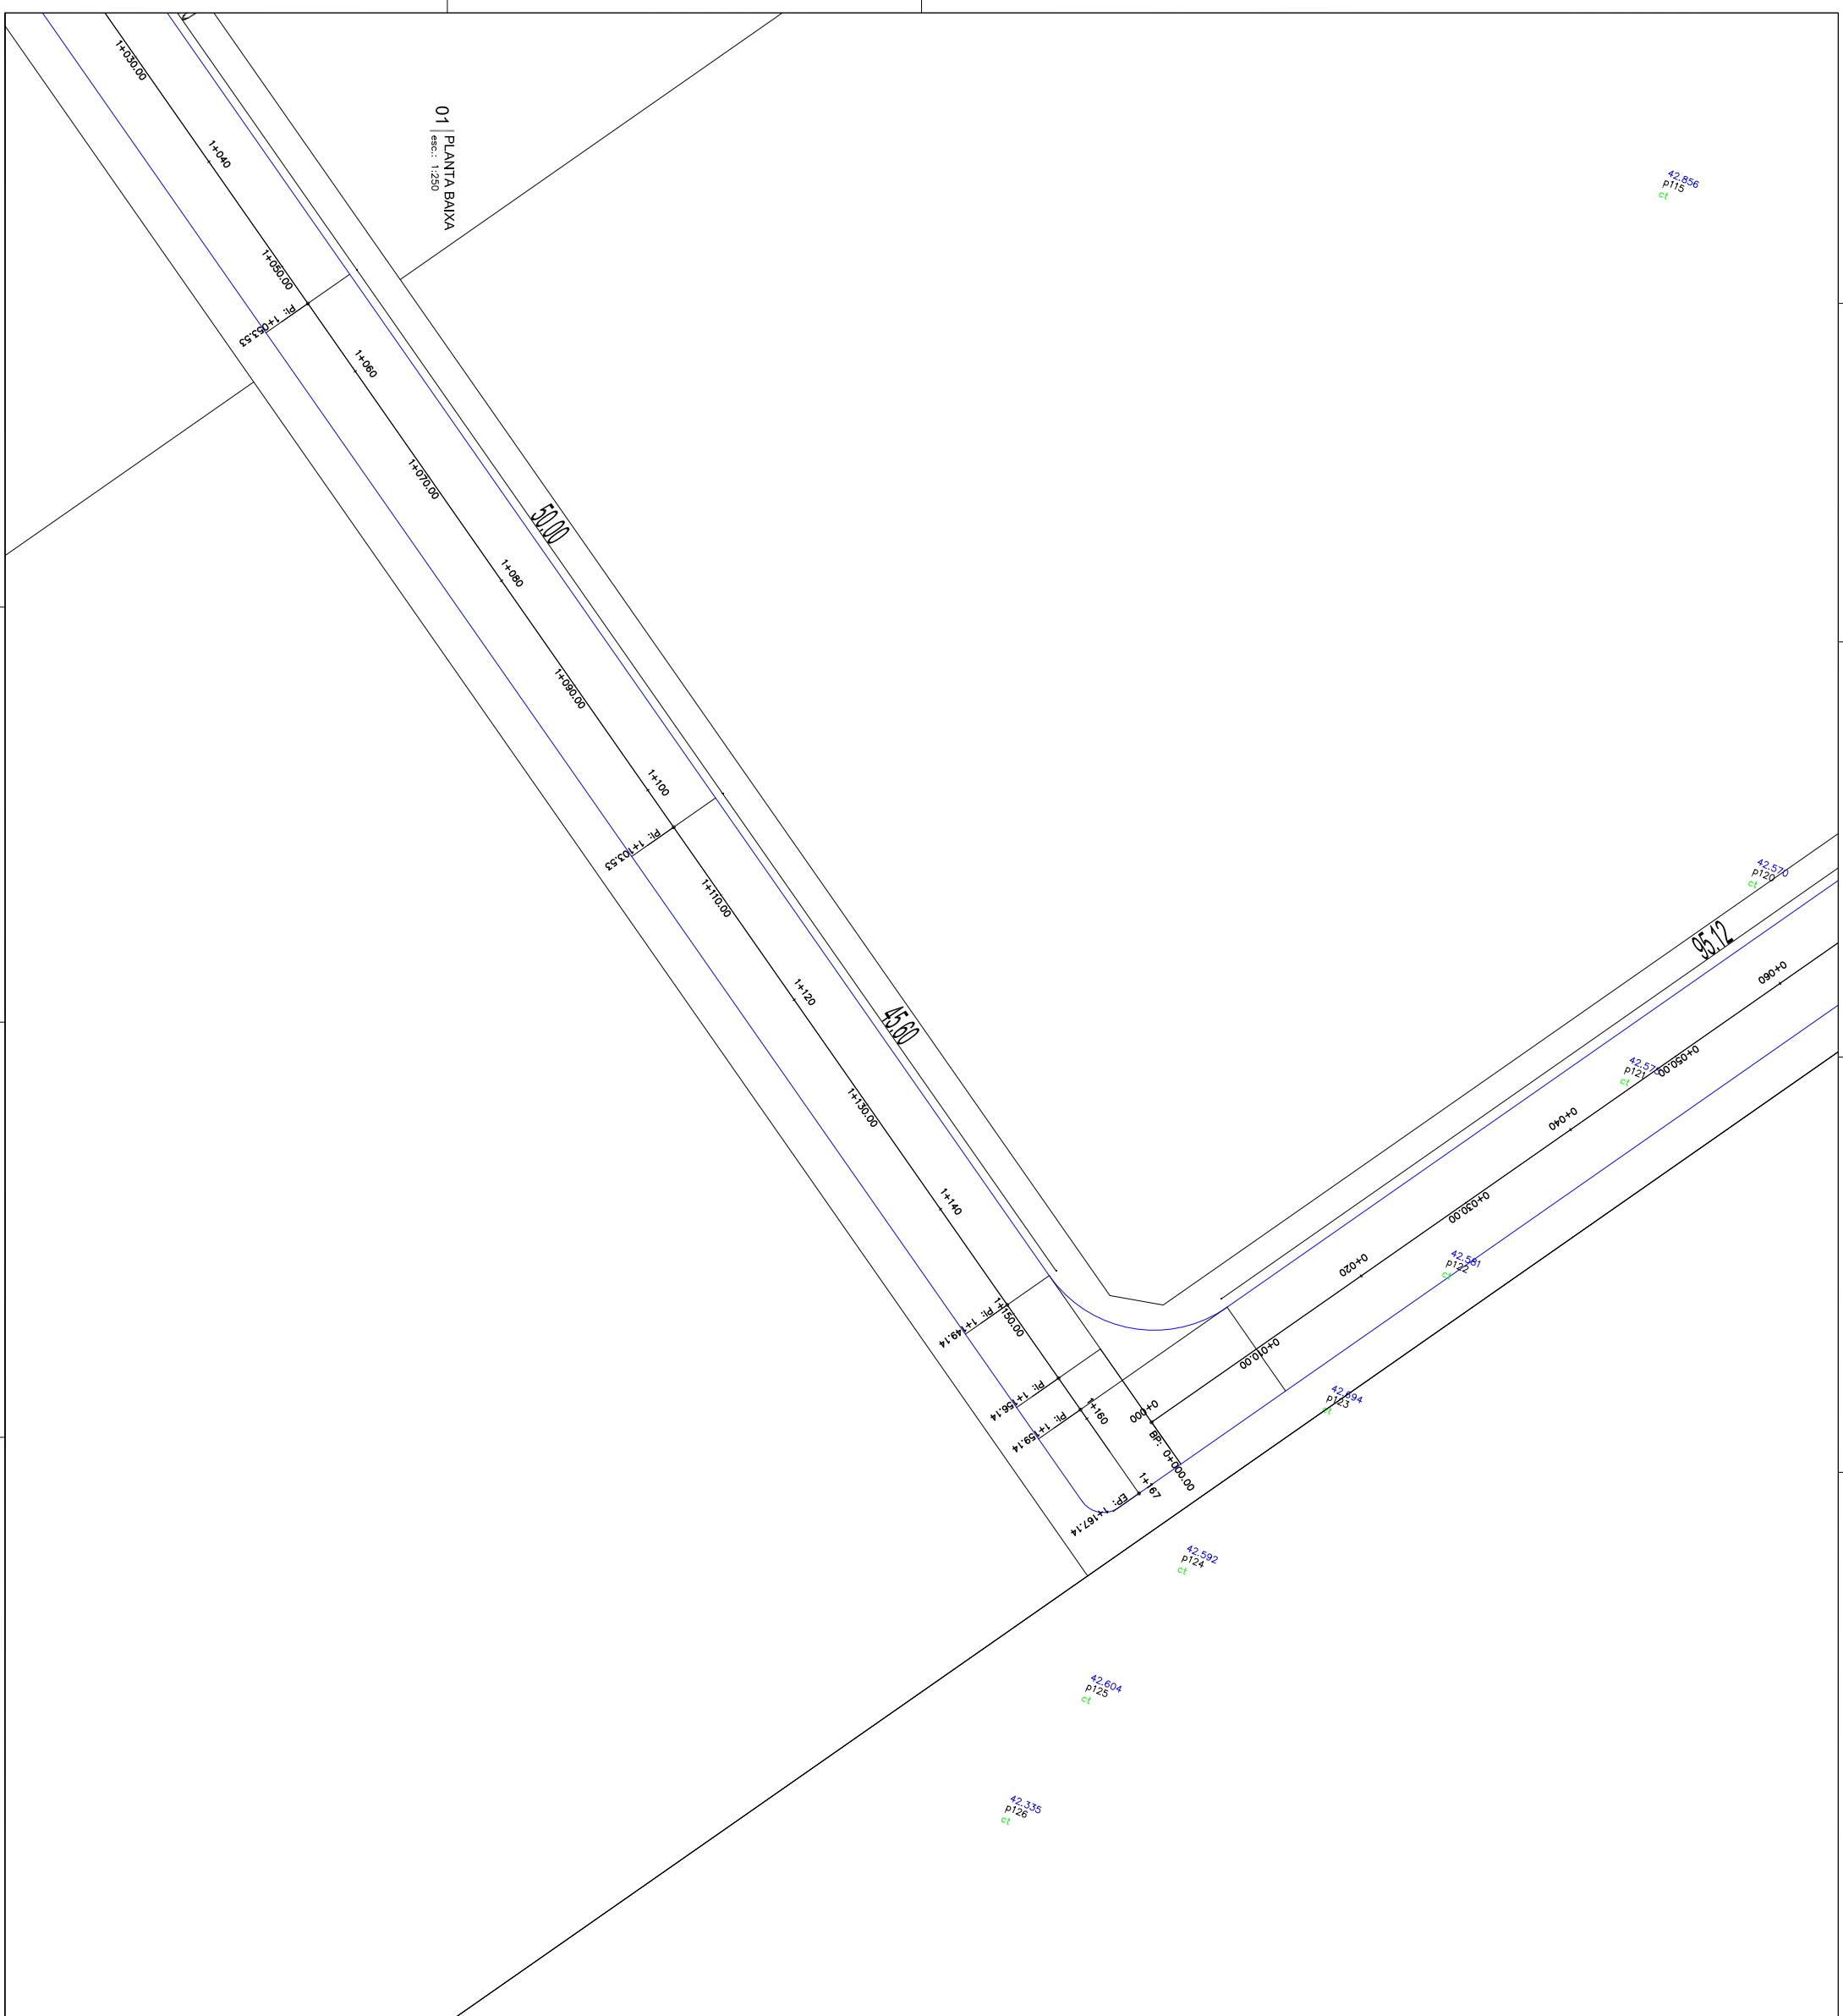 1+030.00
01
PLANTA BAIXA
esc.: 1:250
1+040
42.856
p115
ct
1+050.00
PI: 1+053.53
1+060
1+070.00
50,00
1+080
1+090.00
1+100
PI: 1+103.53
42.570
p120
ct
1+110.00
95.12
0+060
1+120
45,60
0+050.00
p121
ct
1+130.00
0+040
1+140
0+030.00
42.581
p122
ct
0+020
1+150.00
PI: 1+149.14
0+010.00
PI: 1+156.14
42.694
p123
ct
1+160
0+000
PI: 1+159.14
BP: 0+000.00
1+167
EP: 1+167.14
42.592
p124
ct
42.604
p125
ct
42.335
p126
ct